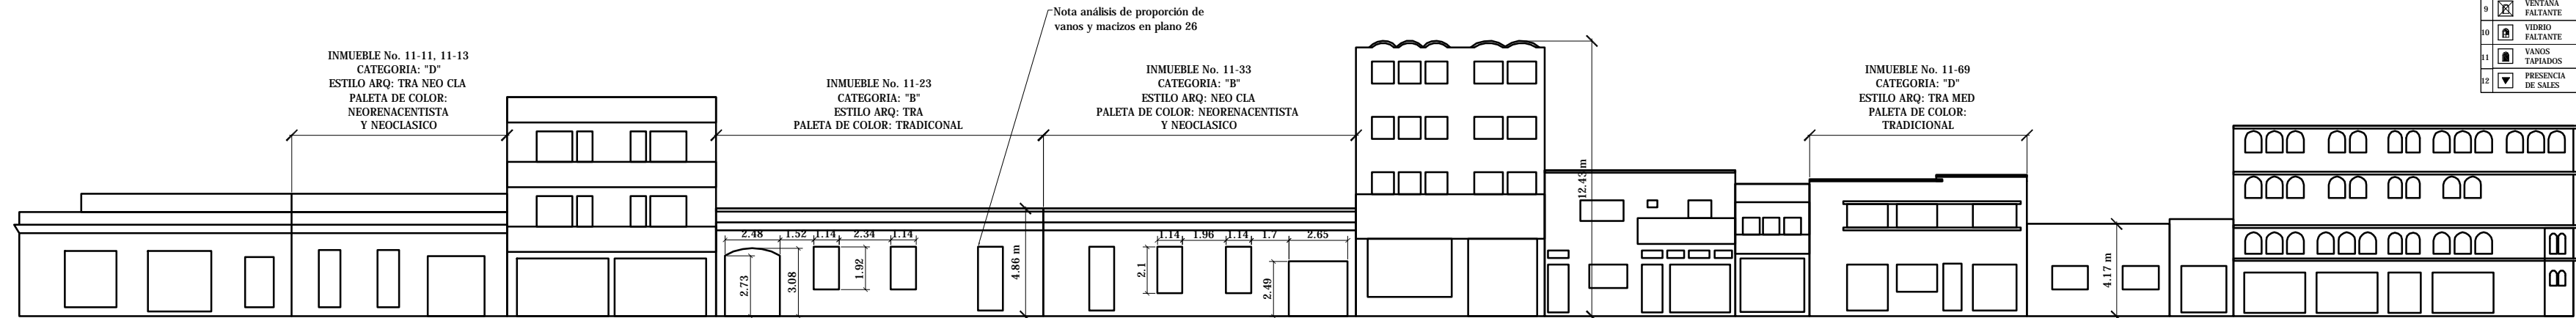 Nota análisis de proporción de
vanos y macizos en plano 26
INMUEBLE No. 11-11, 11-13
CATEGORIA: "D"
ESTILO ARQ: TRA NEO CLA
PALETA DE COLOR:
NEORENACENTISTA
Y NEOCLASICO
INMUEBLE No. 11-23
CATEGORIA: "B"
ESTILO ARQ: TRA
PALETA DE COLOR: TRADICONAL
INMUEBLE No. 11-33
CATEGORIA: "B"
ESTILO ARQ: NEO CLA
PALETA DE COLOR: NEORENACENTISTA
Y NEOCLASICO
INMUEBLE No. 11-69
CATEGORIA: "D"
ESTILO ARQ: TRA MED
PALETA DE COLOR:
TRADICIONAL
9 VENTANA
FALTANTE
10 VIDRIO
FALTANTE
11 VANOS
TAPIADOS
12 PRESENCIA
DE SALES
2.48 1.52 1.14 2.34 1.14
2.73
3.08
1.92
4.86 m
1.14 1.96 1.14 1.7 2.65
2.1
2.49
12.43 m
4.17 m